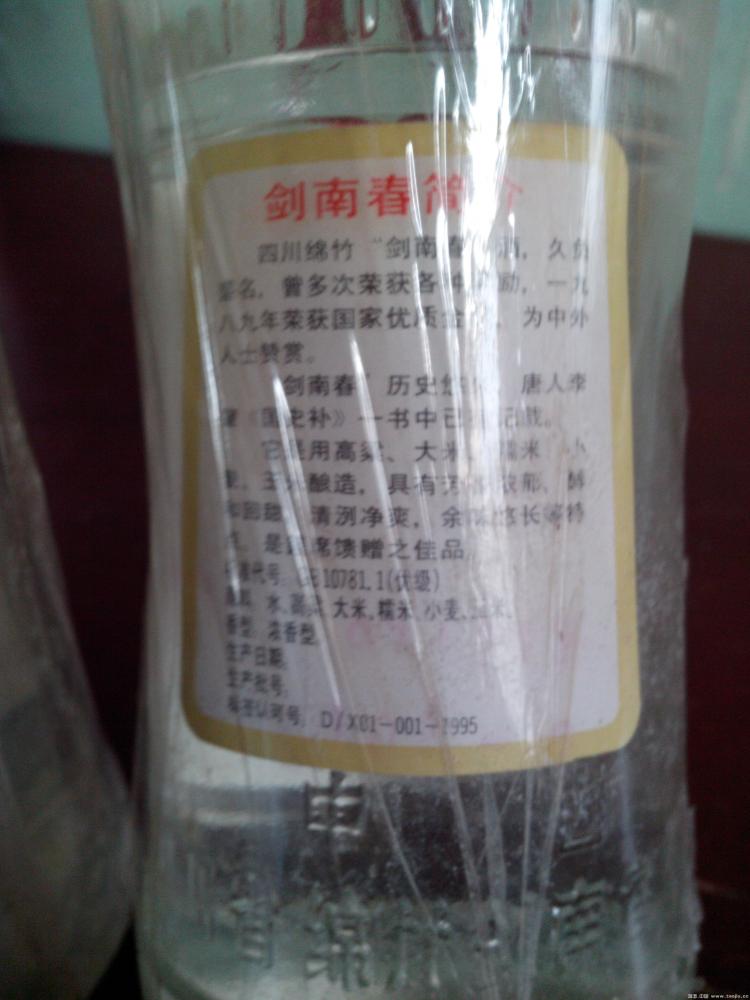 剑南春简介
四川绵竹“剑南春”酒，久负
盛名，曾多次荣获各种奖励，一九
八九年荣获国家优质金奖，为中外
人士赞赏。
“剑南春”历史悠久，唐人李
肇《国史补》一书中已有记载。
它是用高粱、大米、糯米、小
麦、玉米酿造，具有芳香浓郁、醇
和回甜、清洌净爽，余味悠长等特
点，是宴席馈赠之佳品。
标准代号：GB10781.1(优级)
原料：水、高粱、大米、糯米、小麦、玉米、
香型：浓香型
生产日期：
生产批号：
标签认可号：D/X01-001-1995